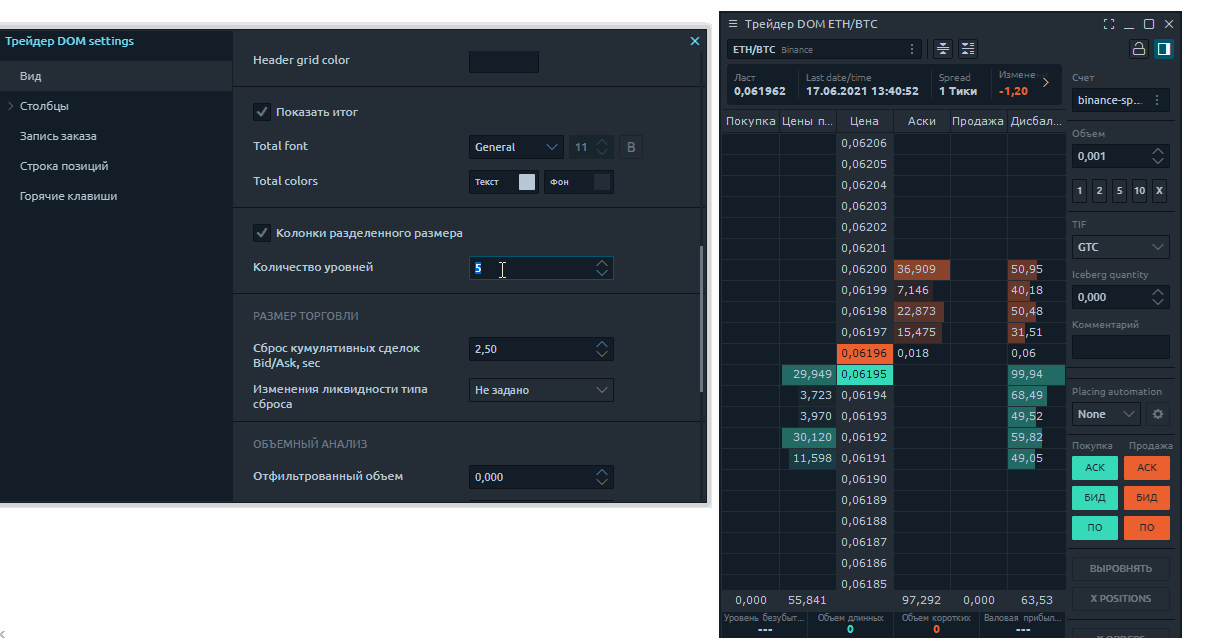 Трейдер DOM settings
Вид
Столбцы
Запись заказа
Строка позиций
Горячие клавиши
Header grid color
Показать итог
Total font
General
11
B
Total colors
Текст
Фон
Колонки разделенного размера
Количество уровней
5
РАЗМЕР ТОРГОВЛИ
Сброс кумулятивных сделок
Bid/Ask, sec
2,50
Изменения ликвидности типа
сброса
Не задано
ОБЪЕМНЫЙ АНАЛИЗ
Отфильтрованный объем
0,000
Трейдер DOM ETH/BTC
ETH/BTC Binance
Ласт
0,061962
Last date/time
17.06.2021 13:40:52
Spread
1 Тики
Измене
-1,20
Покупка Цены п... Цена Аски Продажа Дисбал...
0,06206
0,06205
0,06204
0,06203
0,06202
0,06201
0,06200 36,909 50,95
0,06199 7,146 40,18
0,06198 22,873 50,48
0,06197 15,475 31,51
0,06196 0,018 0,06
29,949 0,06195 99,94
3,723 0,06194 68,49
3,970 0,06193 49,52
30,120 0,06192 59,82
11,598 0,06191 49,05
0,06190
0,06189
0,06188
0,06187
0,06186
0,06185
0,000 55,841 97,292 0,000 63,53
Уровень безубыт... Объем длинных Объем коротких Валовая прибыл...
--- 0 0 ---
Счет
binance-sp...
Объем
0,001
1 2 5 10 X
TIF
GTC
Iceberg quantity
0,000
Комментарий
Placing automation
None
Покупка Продажа
АСК АСК
БИД БИД
ПО ПО
ВЫРОВНЯТЬ
X POSITIONS